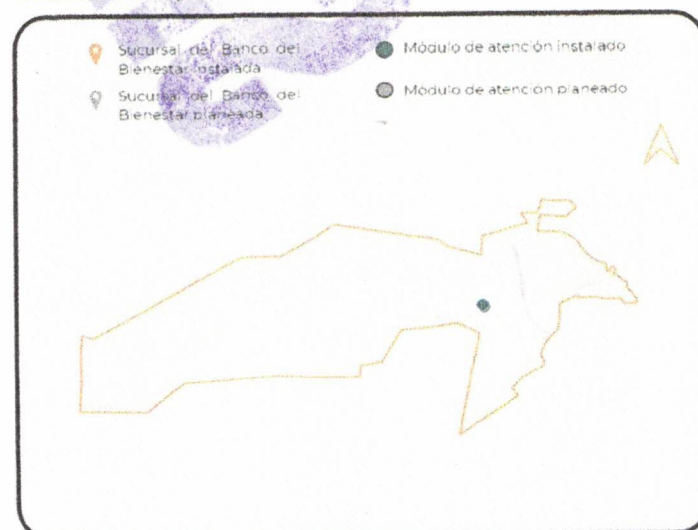 Sucursal del Banco del
Bienestar instalada
Sucursal del Banco del
Bienestar planeada
Módulo de atención instalado
Módulo de atención planeado